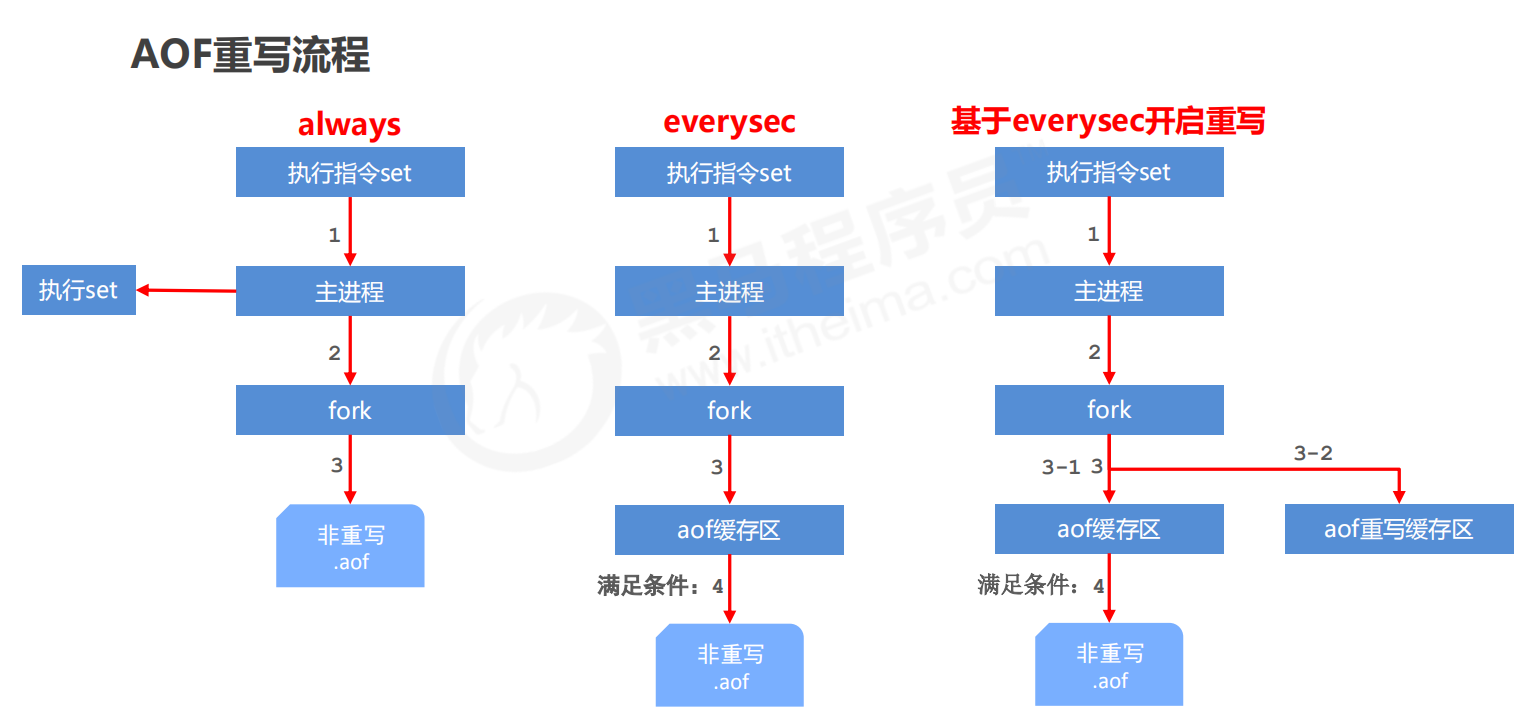 AOF重写流程
always
执行指令set
1
执行set
主进程
2
fork
3
非重写
.aof
everysec
执行指令set
1
主进程
2
fork
3
aof缓存区
满足条件：4
非重写
.aof
基于everysec开启重写
执行指令set
1
主进程
2
fork
3-1 3
3-2
aof缓存区
aof重写缓存区
满足条件：4
非重写
.aof
黑马程序员
www.itheima.com